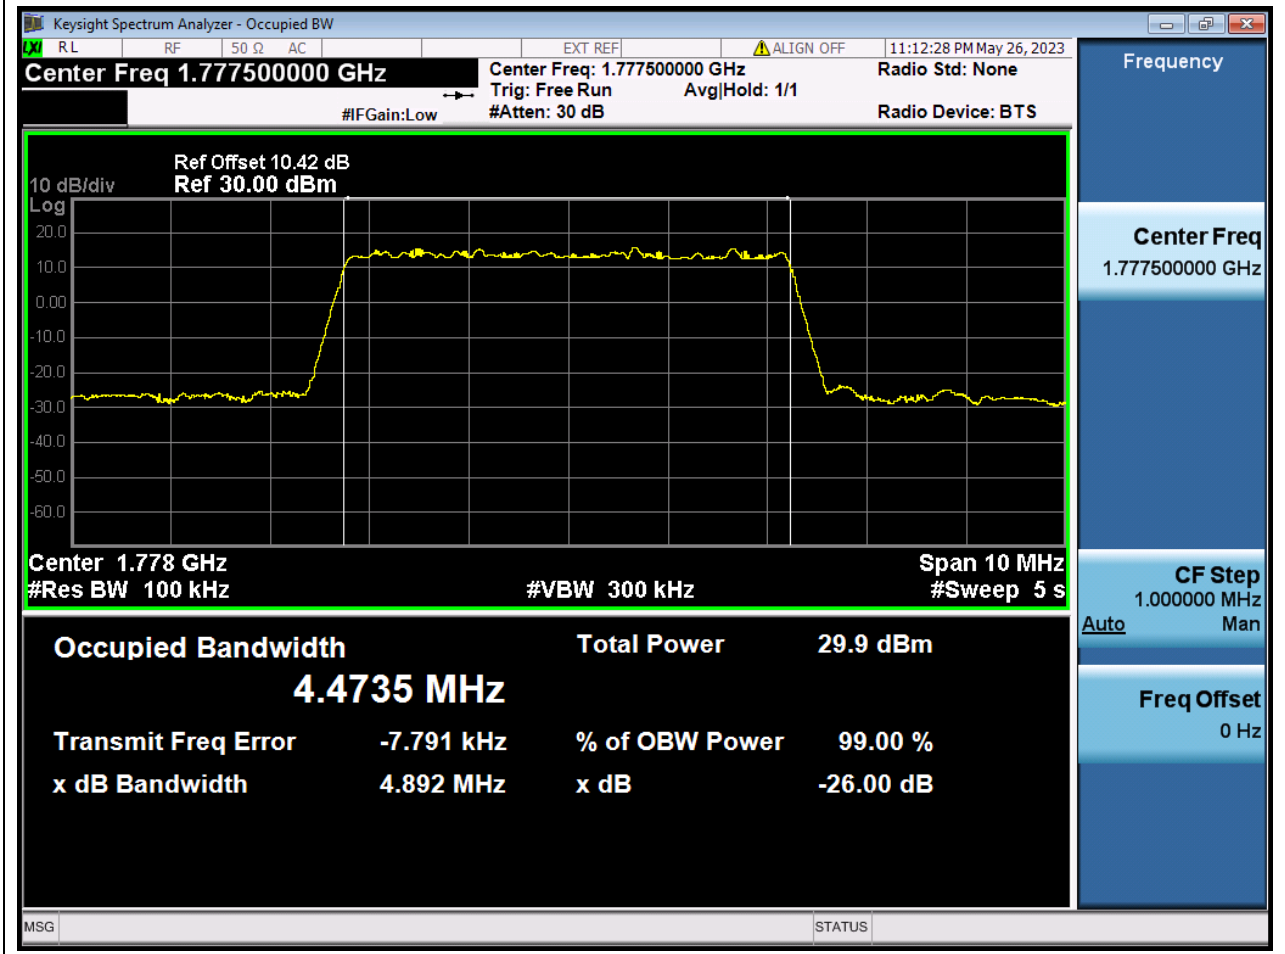 Keysight Spectrum Analyzer - Occupied BW
LXI RL RF 50 Ω AC EXT REF ALIGN OFF 11:12:28 PM May 26, 2023
Center Freq 1.777500000 GHz
Center Freq: 1.777500000 GHz Radio Std: None
Trig: Free Run Avg|Hold: 1/1
#IFGain:Low #Atten: 30 dB Radio Device: BTS
Ref Offset 10.42 dB
10 dB/div Ref 30.00 dBm
Log
20.0
10.0
0.00
-10.0
-20.0
-30.0
-40.0
-50.0
-60.0
Center 1.778 GHz Span 10 MHz
#Res BW 100 kHz #VBW 300 kHz #Sweep 5 s
Occupied Bandwidth Total Power 29.9 dBm
4.4735 MHz
Transmit Freq Error -7.791 kHz % of OBW Power 99.00 %
x dB Bandwidth 4.892 MHz x dB -26.00 dB
Frequency
Center Freq
1.777500000 GHz
CF Step
1.000000 MHz
Auto Man
Freq Offset
0 Hz
MSG STATUS